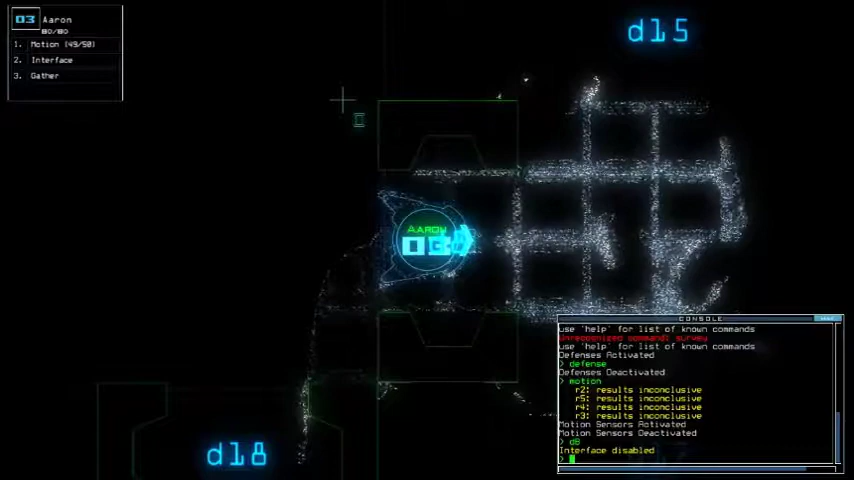 03 Aaron
80/80
1. Motion (49/50)
2. Interface
3. Gather
d15
AARON
03
d18
CONSOLE
use 'help' for list of known commands
Unrecognized command: survey
use 'help' for list of known commands
Defenses Activated
> defense
Defenses Deactivated
> motion
r2: results inconclusive
r5: results inconclusive
r4: results inconclusive
r3: results inconclusive
Motion Sensors Activated
Motion Sensors Deactivated
> d8
Interface disabled
>